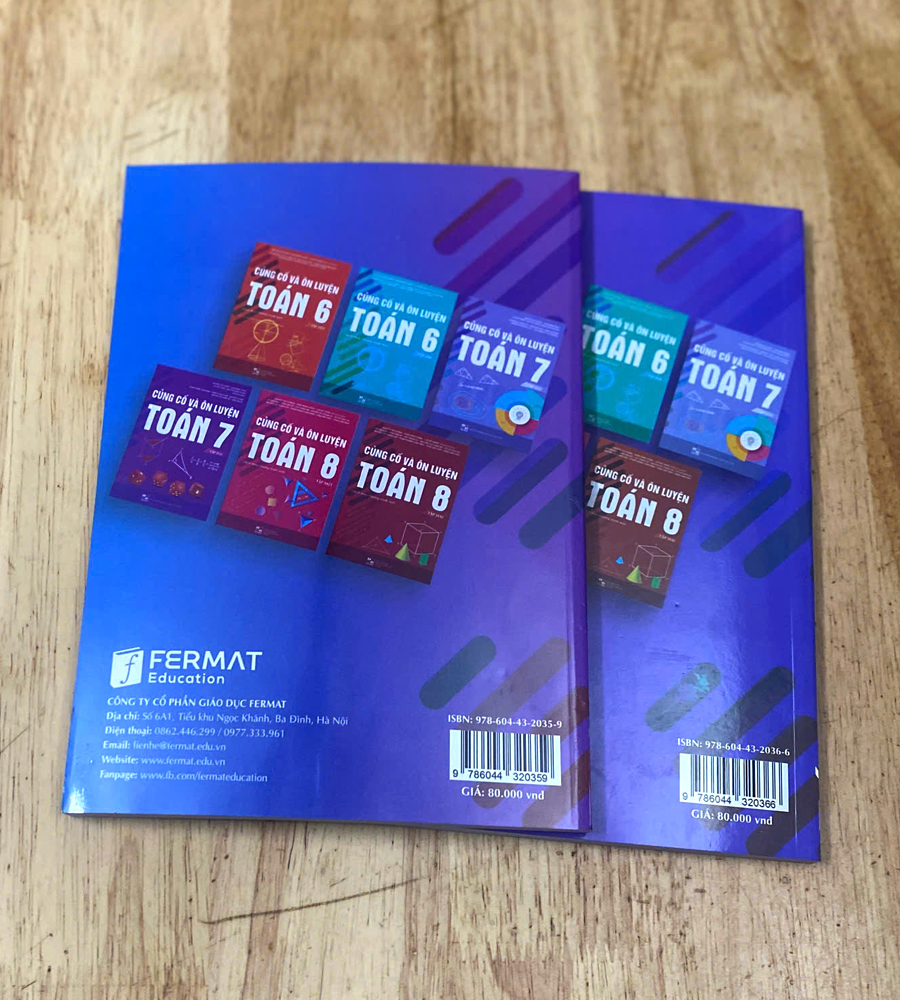 CỦNG CỐ VÀ ÔN LUYỆN
TOÁN 6
CỦNG CỐ VÀ ÔN LUYỆN
TOÁN 6
CỦNG CỐ VÀ ÔN LUYỆN
TOÁN 7
CỦNG CỐ VÀ ÔN LUYỆN
TOÁN 7
CỦNG CỐ VÀ ÔN LUYỆN
TOÁN 8
TẬP MỘT
CỦNG CỐ VÀ ÔN LUYỆN
TOÁN 8
TẬP HAI
FERMAT
Education
CÔNG TY CỔ PHẦN GIÁO DỤC FERMAT
Địa chỉ: Số 6A1, Tiểu khu Ngọc Khánh, Ba Đình, Hà Nội
Điện thoại: 0862.446.299 / 0977.333.961
Email: lienhe@fermat.edu.vn
Website: www.fermat.edu.vn
Fanpage: www.fb.com/fermateducation
ISBN: 978-604-43-2035-9
9 786044 320359
GIÁ: 80.000 vnd
CỐ VÀ ÔN LUYỆN
TOÁN 6
CỦNG CỐ VÀ ÔN LUYỆN
TOÁN 7
CỦNG CỐ VÀ ÔN LUYỆN
TOÁN 8
TẬP HAI
ISBN: 978-604-43-2036-6
9 786044 320366
GIÁ: 80.000 vnd